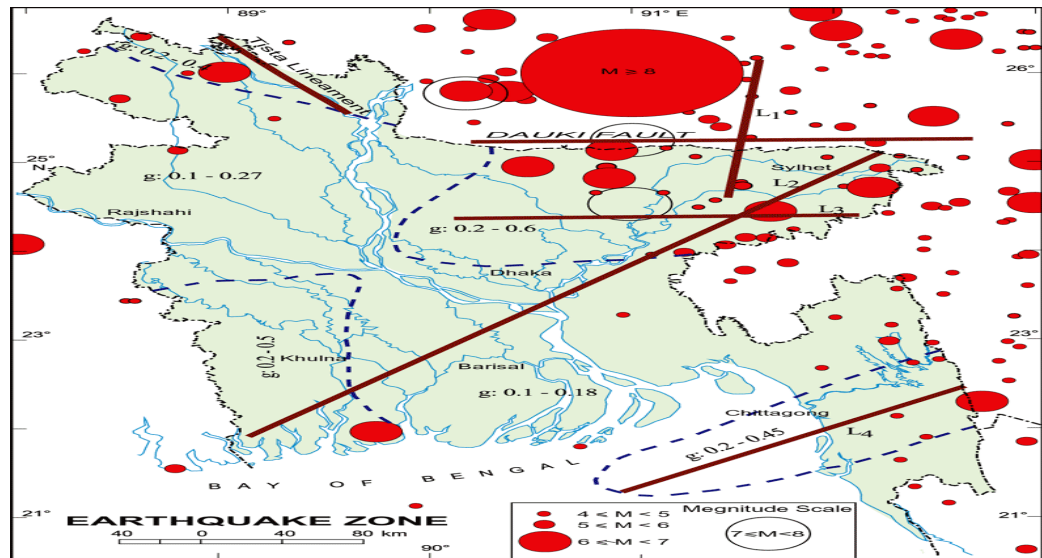 89°
91° E
g: 0.2 -
Tista Lineament
M ≥ 8
26°
L1
DAUKI FAULT
25°
N
Sylhet
g: 0.1 - 0.27
L2
Rajshahi
L3
g: 0.2 - 0.6
Dhaka
23°
23°
g:0.2 - 0.5
Khulna
Barisal
g: 0.1 - 0.18
Chittagong
L4
g: 0.2 - 0.45
BAY OF BENGAL
21°
21°
EARTHQUAKE ZONE
40 0 40 80 km
90°
4 ≤ M < 5
5 ≤ M < 6
6 ≤ M < 7
Megnitude Scale
7 ≤ M < 8